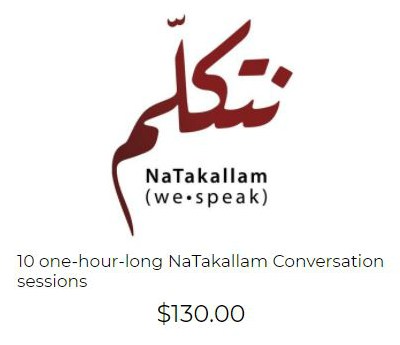 نتكلّم
NaTakallam
(we•speak)
10 one-hour-long NaTakallam Conversation
sessions
$130.00